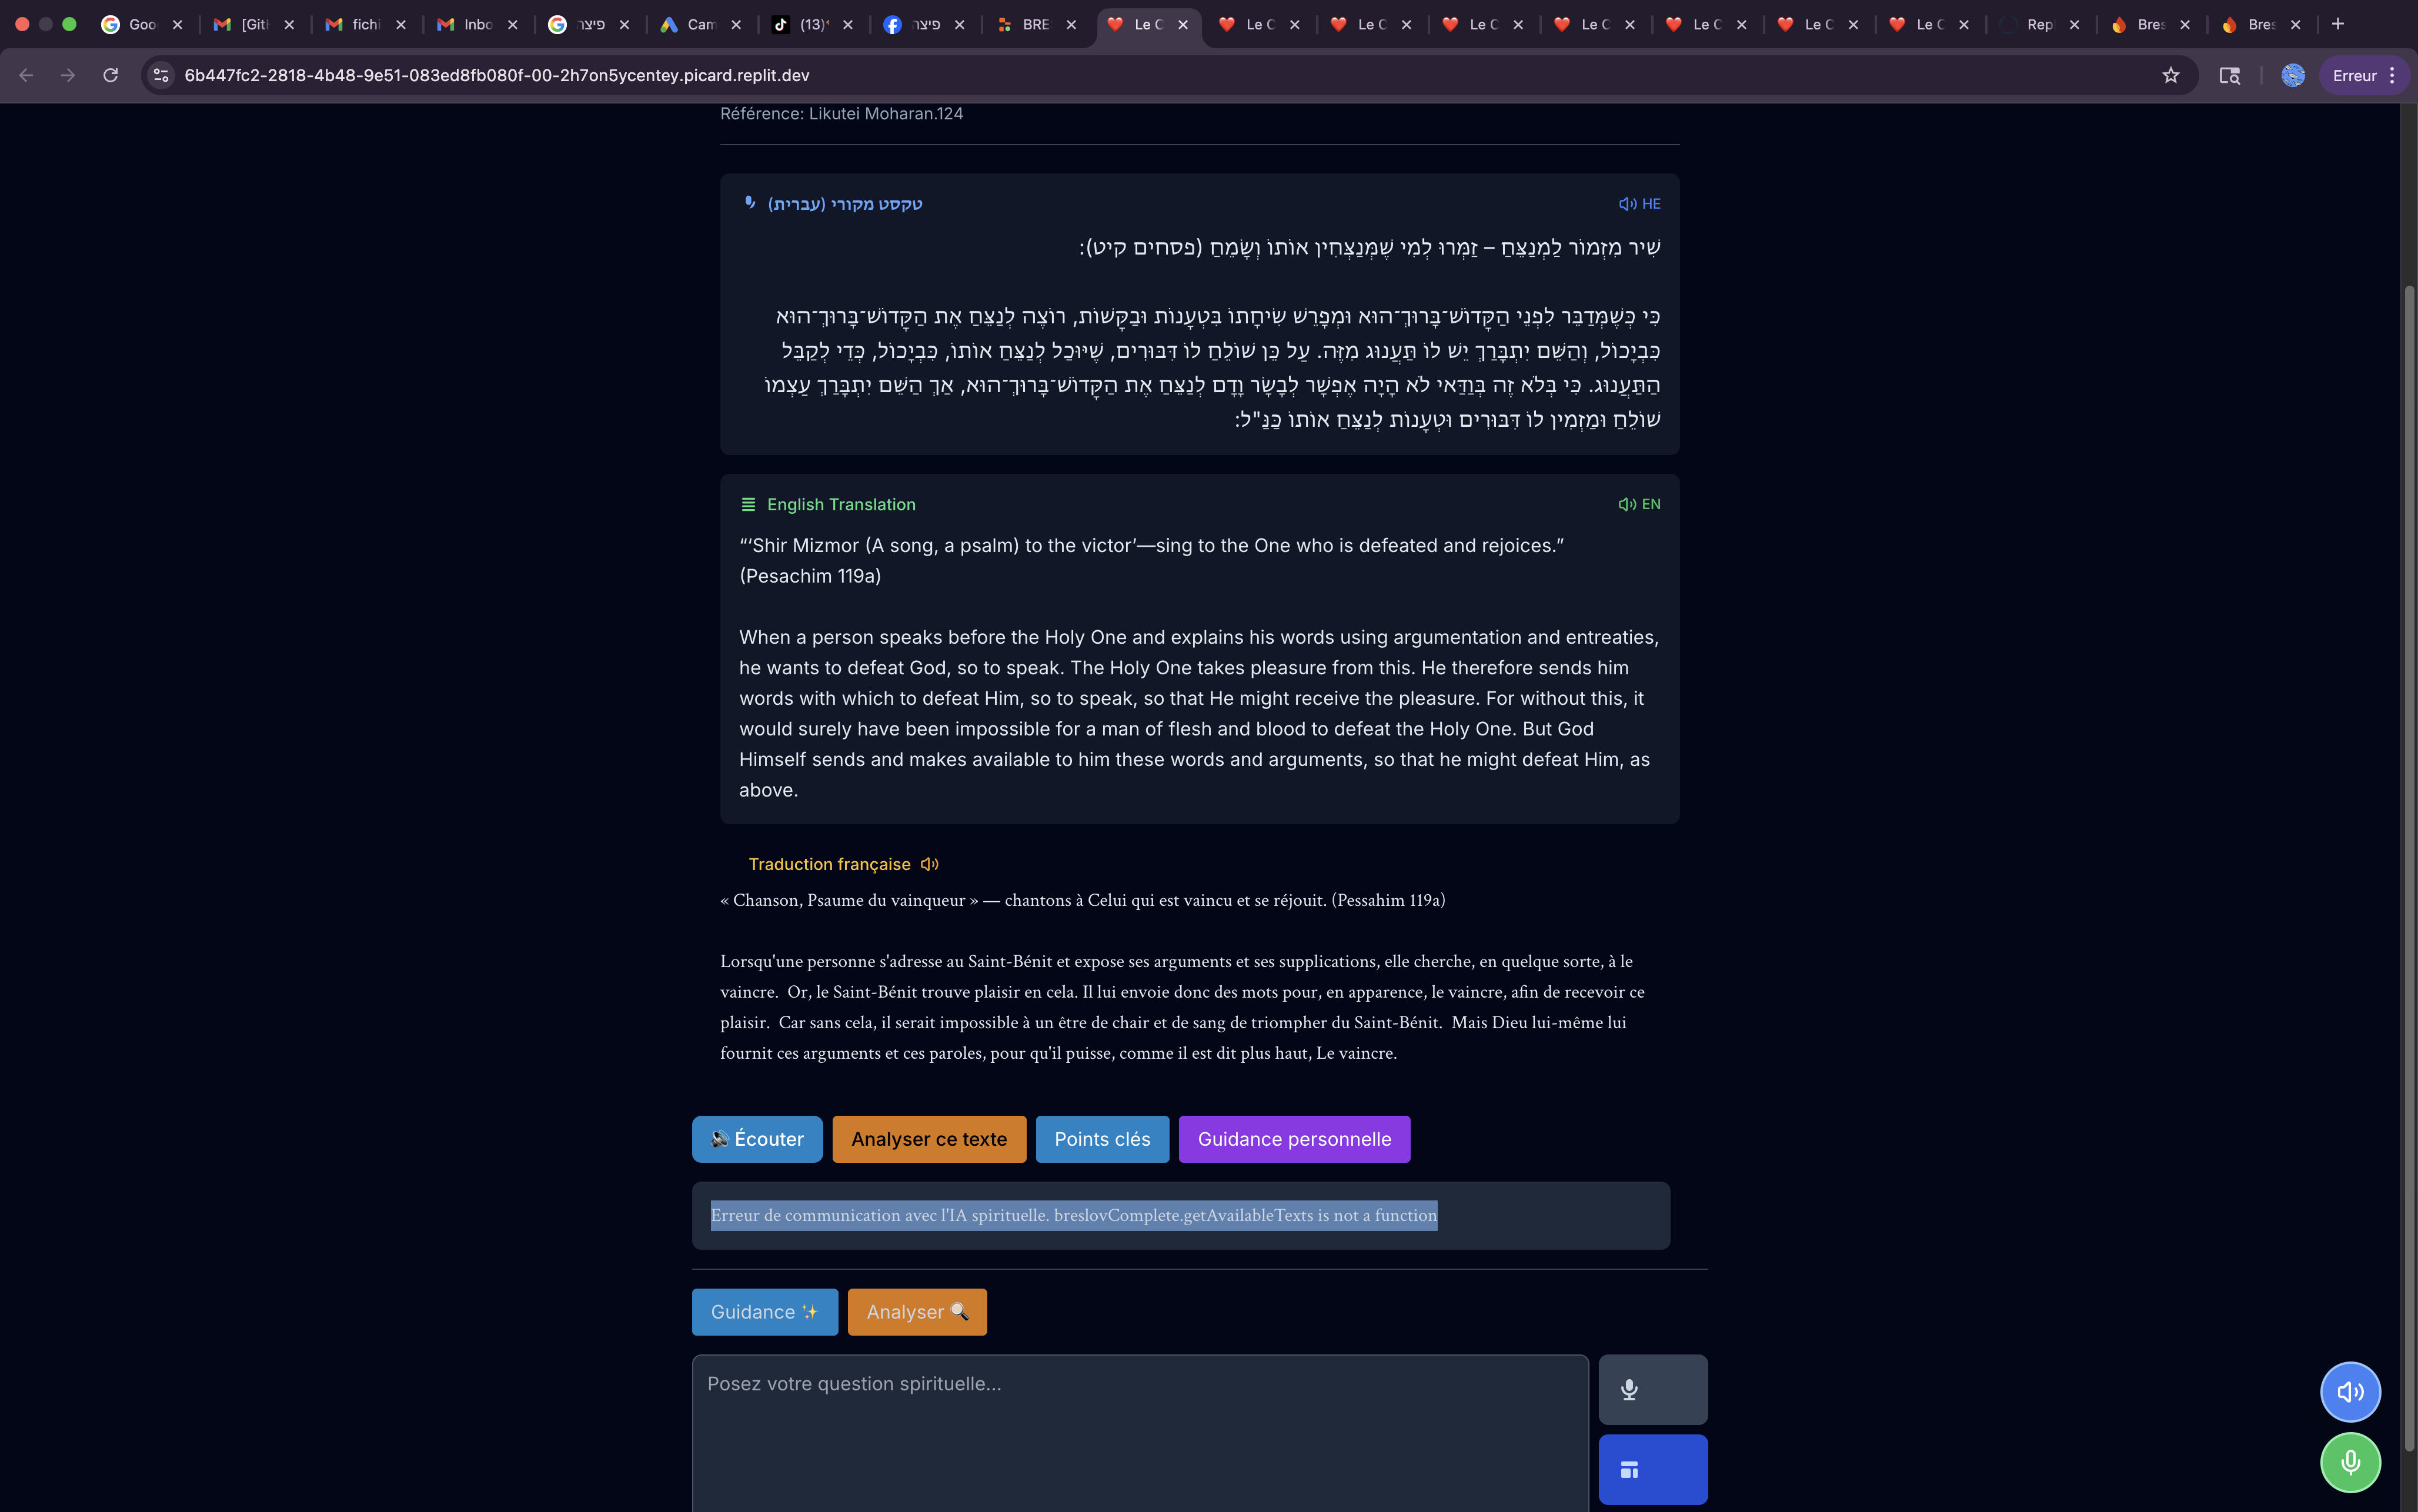 Goo
[Gitl
fichi
Inbo
פיצה
Cam
(13)
פיצה
BRE
Le C
Le C
Le C
Le C
Le C
Le C
Le C
Le C
Rep
Bres
Bres
6b447fc2-2818-4b48-9e51-083ed8fb080f-00-2h7on5ycentey.picard.replit.dev
Erreur
Référence: Likutei Moharan.124
טקסט מקורי (עברית)
HE
שִׁיר מִזְמוֹר לַמְנַצֵּחַ – זַמְּרוּ לְמִי שֶׁמְּנַצְּחִין אוֹתוֹ וְשָׂמֵחַ (פסחים קיט):
כִּי כְּשֶׁמְּדַבֵּר לִפְנֵי הַקָּדוֹשׁ־בָּרוּךְ־הוּא וּמְפָרֵשׁ שִׂיחָתוֹ בִּטְעָנוֹת וּבַקָּשׁוֹת, רוֹצֶה לְנַצֵּחַ אֶת הַקָּדוֹשׁ־בָּרוּךְ־הוּא
כִּבְיָכוֹל, וְהַשֵּׁם יִתְבָּרַךְ יֵשׁ לוֹ תַּעֲנוּג מִזֶּה. עַל כֵּן שׁוֹלֵחַ לוֹ דִּבּוּרִים, שֶׁיּוּכַל לְנַצֵּחַ אוֹתוֹ, כִּבְיָכוֹל, כְּדֵי לְקַבֵּל
הַתַּעֲנוּג. כִּי בְּלֹא זֶה בְּוַדַּאי לֹא הָיָה אֶפְשָׁר לְבָשָׂר וָדָם לְנַצֵּחַ אֶת הַקָּדוֹשׁ־בָּרוּךְ־הוּא, אַךְ הַשֵּׁם יִתְבָּרַךְ עַצְמוֹ
שׁוֹלֵחַ וּמַזְמִין לוֹ דִּבּוּרִים וּטְעָנוֹת לְנַצֵּחַ אוֹתוֹ כַּנַּ"ל:
English Translation
EN
“‘Shir Mizmor (A song, a psalm) to the victor’—sing to the One who is defeated and rejoices.”
(Pesachim 119a)
When a person speaks before the Holy One and explains his words using argumentation and entreaties,
he wants to defeat God, so to speak. The Holy One takes pleasure from this. He therefore sends him
words with which to defeat Him, so to speak, so that He might receive the pleasure. For without this, it
would surely have been impossible for a man of flesh and blood to defeat the Holy One. But God
Himself sends and makes available to him these words and arguments, so that he might defeat Him, as
above.
Traduction française
« Chanson, Psaume du vainqueur » — chantons à Celui qui est vaincu et se réjouit. (Pessahim 119a)
Lorsqu'une personne s'adresse au Saint-Bénit et expose ses arguments et ses supplications, elle cherche, en quelque sorte, à le
vaincre. Or, le Saint-Bénit trouve plaisir en cela. Il lui envoie donc des mots pour, en apparence, le vaincre, afin de recevoir ce
plaisir. Car sans cela, il serait impossible à un être de chair et de sang de triompher du Saint-Bénit. Mais Dieu lui-même lui
fournit ces arguments et ces paroles, pour qu'il puisse, comme il est dit plus haut, Le vaincre.
Écouter
Analyser ce texte
Points clés
Guidance personnelle
Erreur de communication avec l'IA spirituelle. breslovComplete.getAvailableTexts is not a function
Guidance ✨
Analyser 🔍
Posez votre question spirituelle...